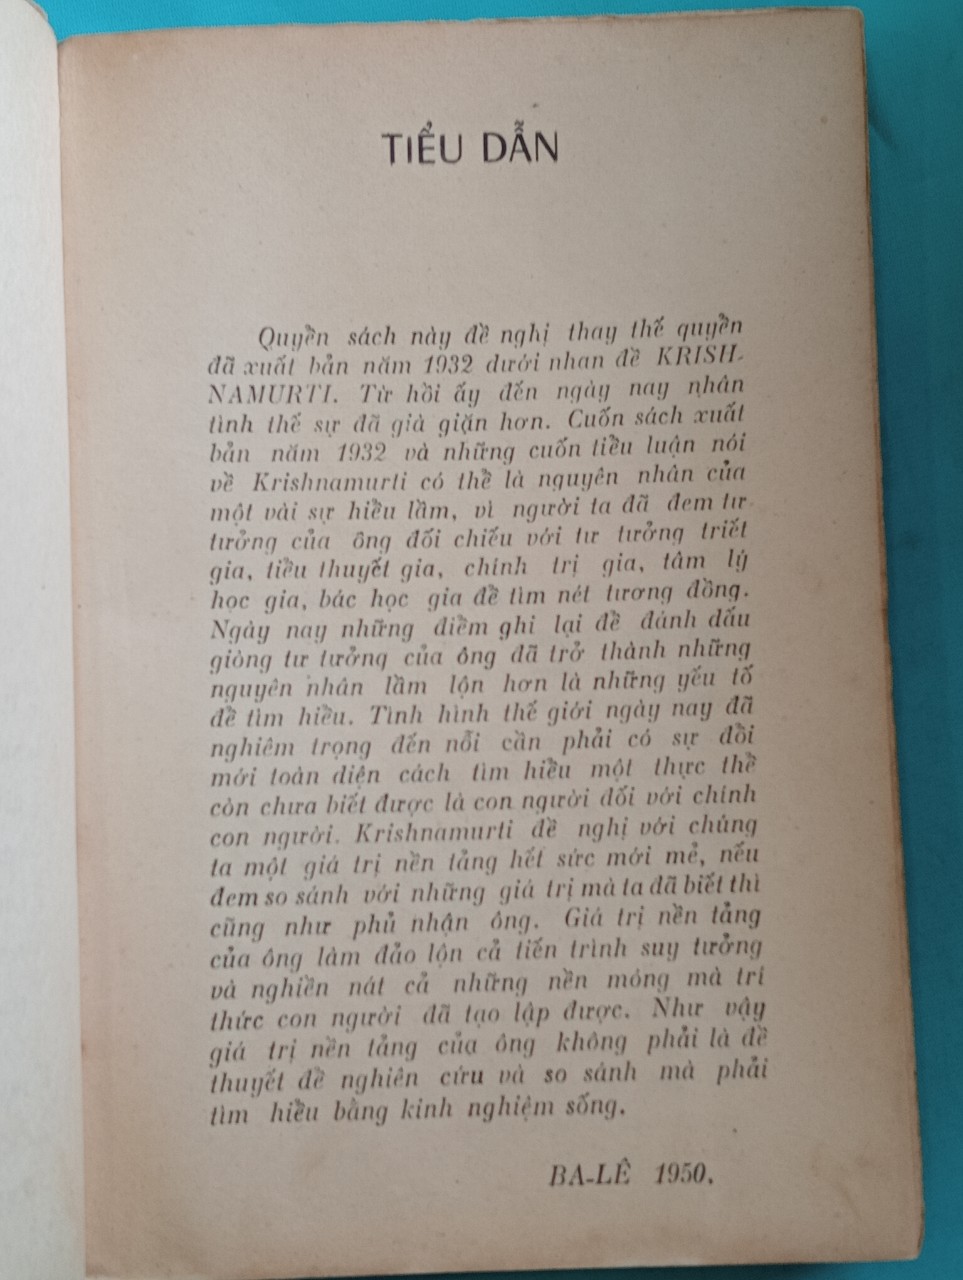 TIỂU DẪN
Quyển sách này đề nghị thay thế quyển
đã xuất bản năm 1932 dưới nhan đề KRISH-
NAMURTI. Từ hồi ấy đến ngày nay nhân
tình thế sự đã già giặn hơn. Cuốn sách xuất
bản năm 1932 và những cuốn tiểu luận nói
về Krishnamurti có thể là nguyên nhân của
một vài sự hiểu lầm, vì người ta đã đem tư
tưởng của ông đối chiếu với tư tưởng triết
gia, tiểu thuyết gia, chính trị gia, tâm lý
học gia, bác học gia để tìm nét tương đồng.
Ngày nay những điểm ghi lại để đánh dấu
giòng tư tưởng của ông đã trở thành những
nguyên nhân lầm lộn hơn là những yếu tố
để tìm hiểu. Tình hình thế giới ngày nay đã
nghiêm trọng đến nỗi cần phải có sự đổi
mới toàn diện cách tìm hiểu một thực thể
còn chưa biết được là con người đối với chính
con người. Krishnamurti đề nghị với chúng
ta một giá trị nền tảng hết sức mới mẻ, nếu
đem so sánh với những giá trị mà ta đã biết thì
cũng như phủ nhận ông. Giá trị nền tảng
của ông làm đảo lộn cả tiến trình suy tưởng
và nghiền nát cả những nền móng mà trí
thức con người đã tạo lập được. Như vậy
giá trị nền tảng của ông không phải là để
thuyết đề nghiên cứu và so sánh mà phải
tìm hiểu bằng kinh nghiệm sống.
BA-LÊ 1950.